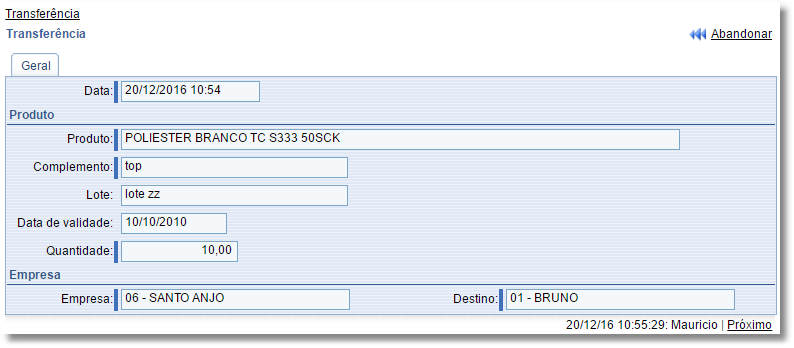 Transferência
Transferência Abandonar
Geral
Data: 20/12/2016 10:54
Produto
Produto: POLIESTER BRANCO TC S333 50SCK
Complemento: top
Lote: lote zz
Data de validade: 10/10/2010
Quantidade: 10,00
Empresa
Empresa: 06 - SANTO ANJO Destino: 01 - BRUNO
20/12/16 10:55:29: Mauricio | Próximo